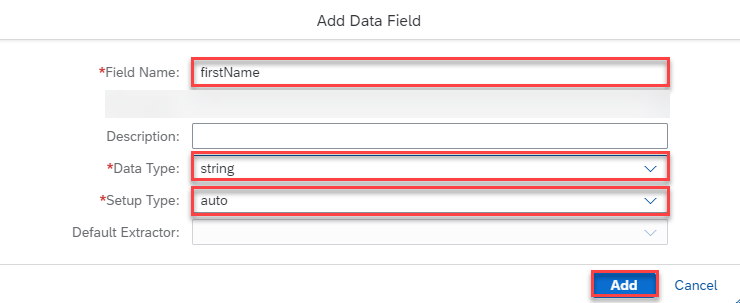 Add Data Field
*Field Name: firstName
Description:
*Data Type: string
*Setup Type: auto
Default Extractor:
Add Cancel